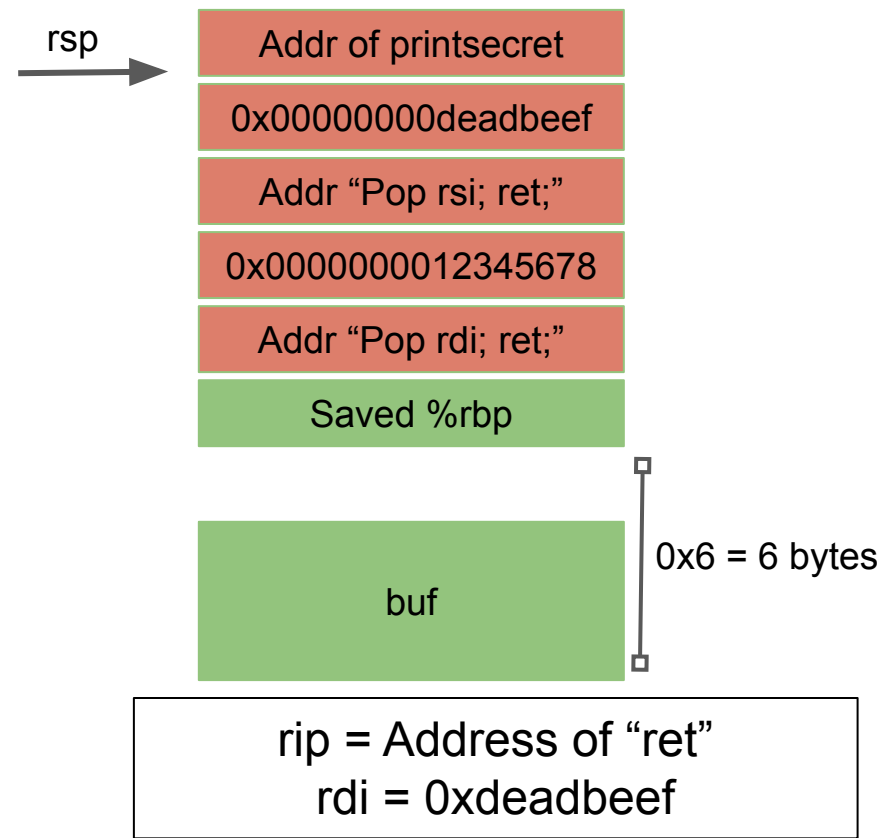 rsp
Addr of printsecret
0x00000000deadbeef
Addr “Pop rsi; ret;”
0x0000000012345678
Addr “Pop rdi; ret;”
Saved %rbp
0x6 = 6 bytes
buf
rip = Address of “ret”
rdi = 0xdeadbeef